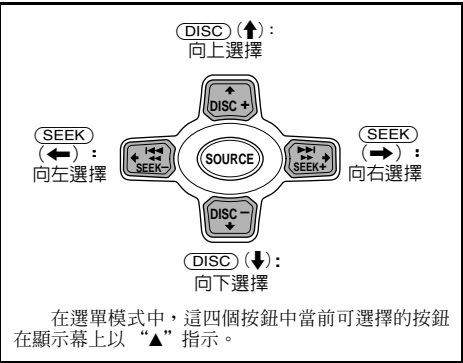 (DISC) (↑):
向上選擇
DISC +
(SEEK)
(←) :
向左選擇
SEEK−
SOURCE
SEEK+
(SEEK)
(→) :
向右選擇
DISC −
(DISC) (↓):
向下選擇
在選單模式中，這四個按鈕中當前可選擇的按鈕
在顯示幕上以 “▲”指示。